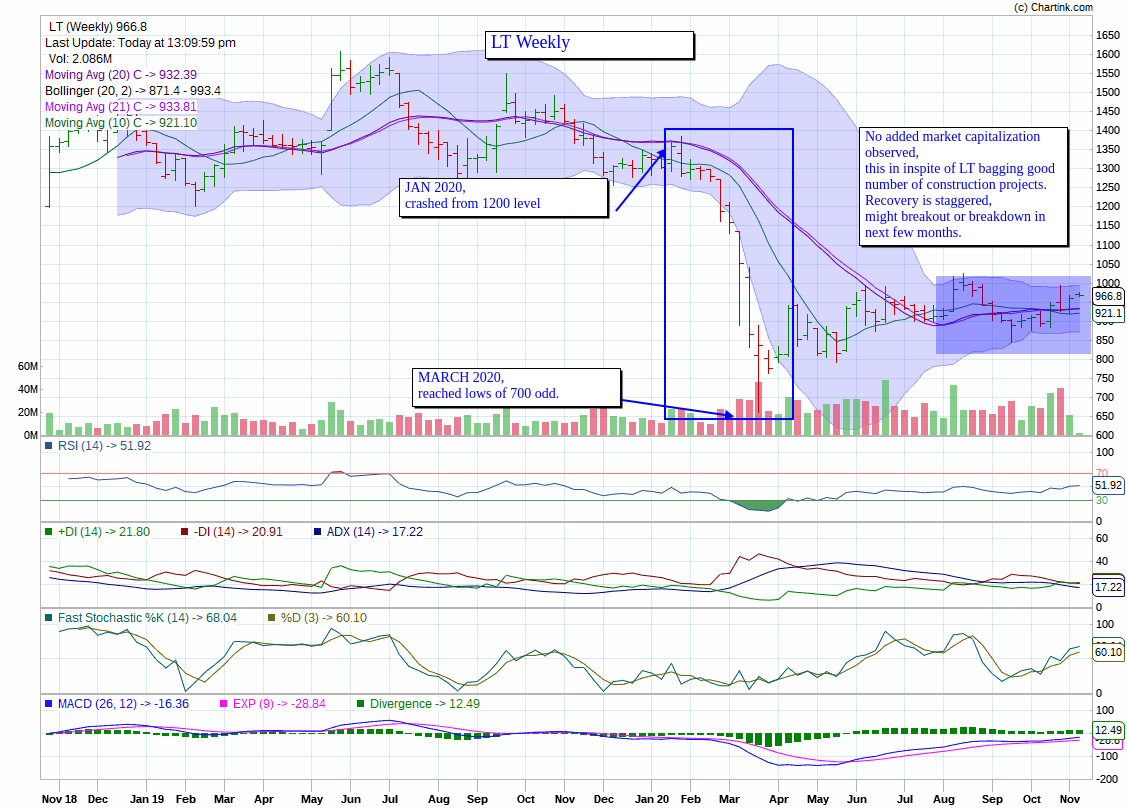 (c) Chartink.com
LT (Weekly) 966.8
Last Update: Today at 13:09:59 pm
Vol: 2.086M
Moving Avg (20) C -> 932.39
Bollinger (20, 2) -> 871.4 - 993.4
Moving Avg (21) C -> 933.81
Moving Avg (10) C -> 921.10
LT Weekly
No added market capitalization
observed,
this in inspite of LT bagging good
number of construction projects.
Recovery is staggered,
might breakout or breakdown in
next few months.
JAN 2020,
crashed from 1200 level
MARCH 2020,
reached lows of 700 odd.
1650
1600
1550
1500
1450
1400
1350
1300
1250
1200
1150
1100
1050
1000
966.8
921.1
900
850
800
750
700
650
600
60M
40M
20M
0M
RSI (14) -> 51.92
100
70
51.92
30
0
+DI (14) -> 21.80 -DI (14) -> 20.91 ADX (14) -> 17.22
60
40
17.22
0
Fast Stochastic %K (14) -> 68.04 %D (3) -> 60.10
100
60.10
0
MACD (26, 12) -> -16.36 EXP (9) -> -28.84 Divergence -> 12.49
100
12.49
-28.8
-100
-200
Nov 18 Dec Jan 19 Feb Mar Apr May Jun Jul Aug Sep Oct Nov Dec Jan 20 Feb Mar Apr May Jun Jul Aug Sep Oct Nov